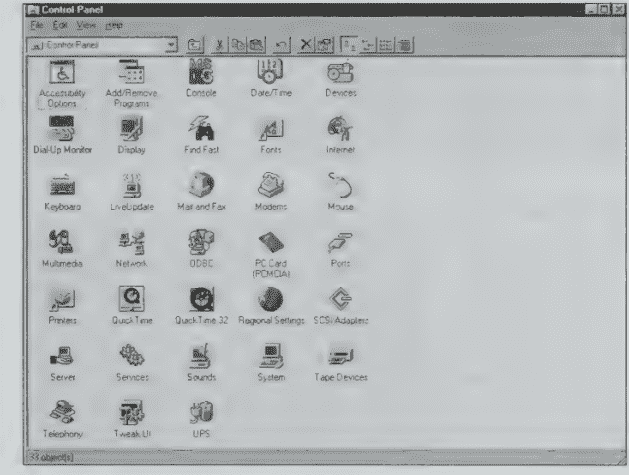 Control Panel
File Edit View Help
Control Panel
Accessibility Options
Add/Remove Programs
Console
Date/Time
Devices
Dial-Up Monitor
Display
Find Fast
Fonts
Internet
Keyboard
LiveUpdate
Mail and Fax
Modems
Mouse
Multimedia
Network
ODBC
PC Card (PCMCIA)
Ports
Printers
QuickTime
QuickTime 32
Regional Settings
SCSI Adapters
Server
Services
Sounds
System
Tape Devices
Telephony
Tweak UI
UPS
33 object(s)